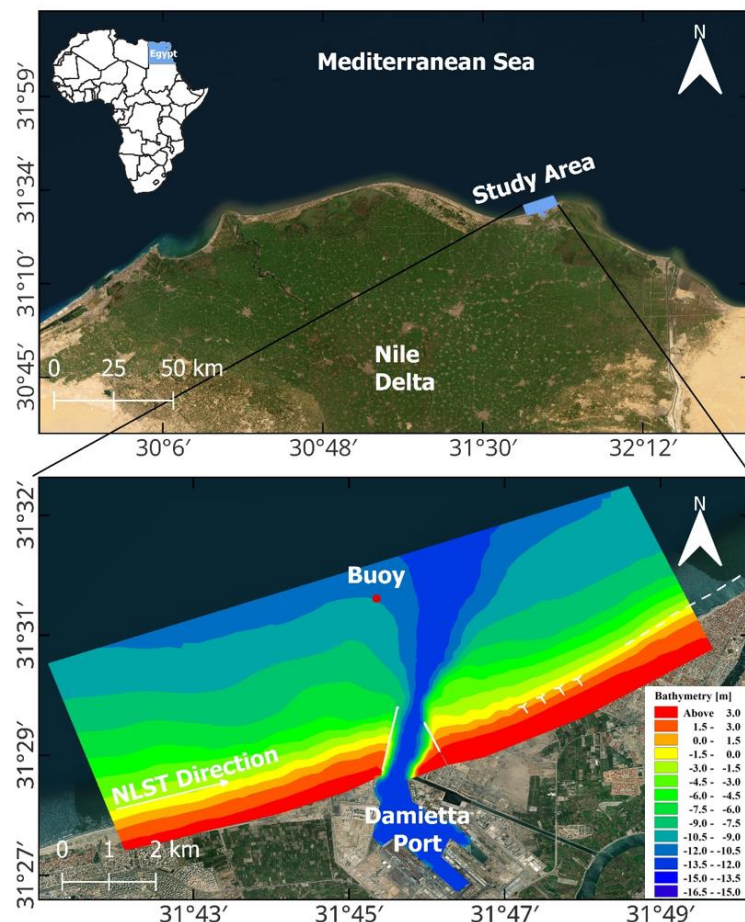 Egypt
Mediterranean Sea
N
31°59′
31°34′
31°10′
30°45′
Study Area
Nile
Delta
0 25 50 km
30°6′ 30°48′ 31°30′ 32°12′
31°32′
31°31′
31°29′
31°27′
N
Buoy
NLST Direction
Damietta
Port
0 1 2 km
Bathymetry [m]
Above 3.0
1.5 - 3.0
0.0 - 1.5
-1.5 - 0.0
-3.0 - -1.5
-4.5 - -3.0
-6.0 - -4.5
-7.5 - -6.0
-9.0 - -7.5
-10.5 - -9.0
-12.0 - -10.5
-13.5 - -12.0
-15.0 - -13.5
-16.5 - -15.0
31°43′ 31°45′ 31°47′ 31°49′